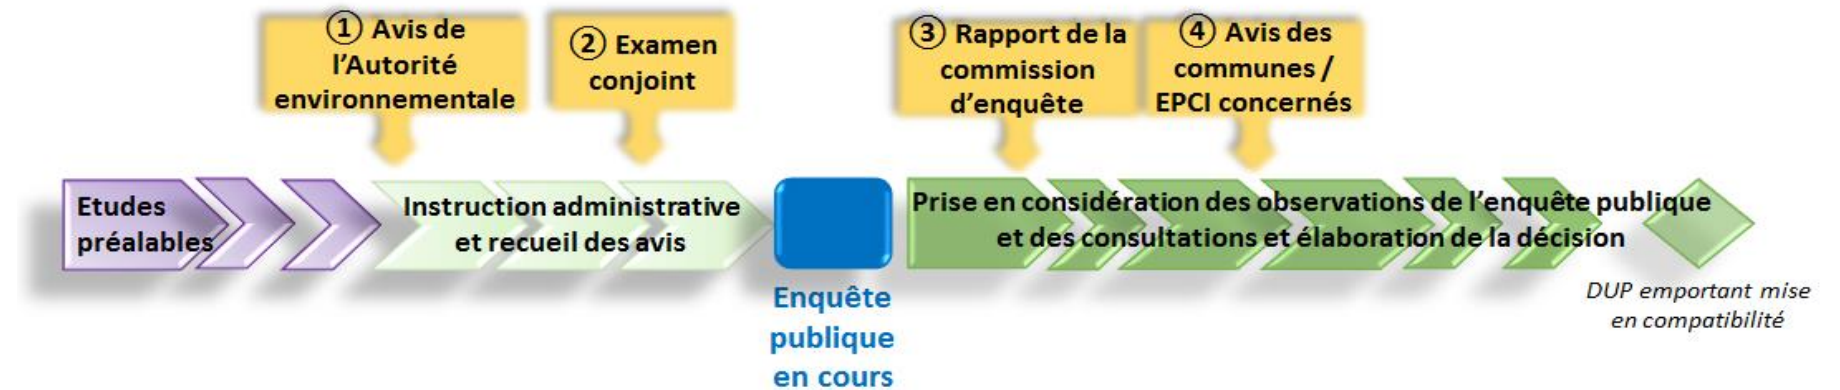 ① Avis de
l'Autorité
environnementale
② Examen
conjoint
③ Rapport de la
commission
d'enquête
④ Avis des
communes /
EPCI concernés
Etudes
préalables
Instruction administrative
et recueil des avis
Enquête
publique
en cours
Prise en considération des observations de l'enquête publique
et des consultations et élaboration de la décision
DUP emportant mise
en compatibilité